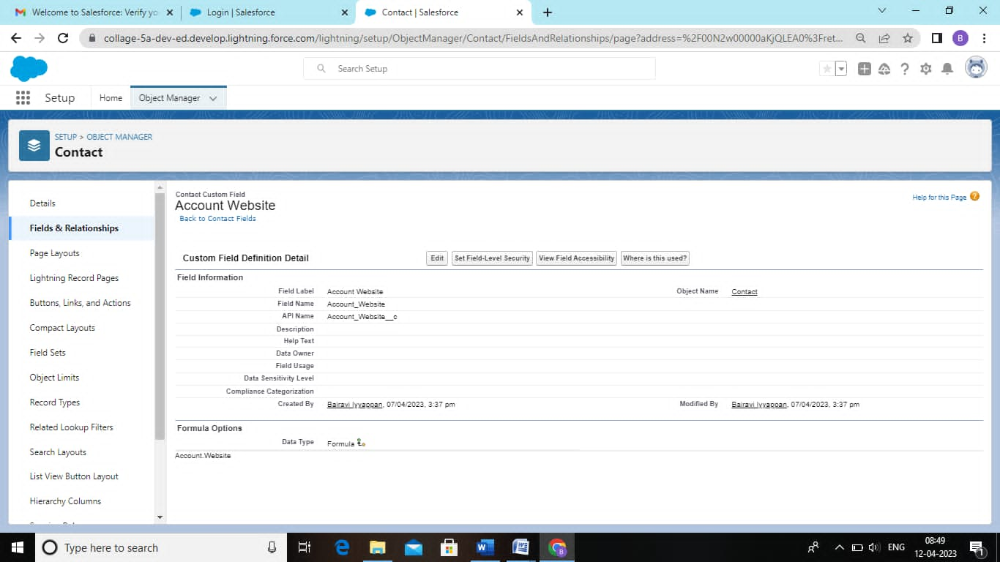 Welcome to Salesforce: Verify yo
Login | Salesforce
Contact | Salesforce
collage-5a-dev-ed.develop.lightning.force.com/lightning/setup/ObjectManager/Contact/FieldsAndRelationships/page?address=%2F00N2w00000aKjQLEA0%3Fret...
B
Search Setup
Setup
Home
Object Manager
SETUP > OBJECT MANAGER
Contact
Details
Fields & Relationships
Page Layouts
Lightning Record Pages
Buttons, Links, and Actions
Compact Layouts
Field Sets
Object Limits
Record Types
Related Lookup Filters
Search Layouts
List View Button Layout
Hierarchy Columns
Contact Custom Field
Account Website
Back to Contact Fields
Help for this Page ?
Custom Field Definition Detail
Edit
Set Field-Level Security
View Field Accessibility
Where is this used?
Field Information
Field Label Account Website Object Name Contact
Field Name Account_Website
API Name Account_Website__c
Description
Help Text
Data Owner
Field Usage
Data Sensitivity Level
Compliance Categorization
Created By Bairavi Iyyappan, 07/04/2023, 3:37 pm Modified By Bairavi Iyyappan, 07/04/2023, 3:37 pm
Formula Options
Data Type Formula
Account.Website
Type here to search
ENG
08:49
12-04-2023
1